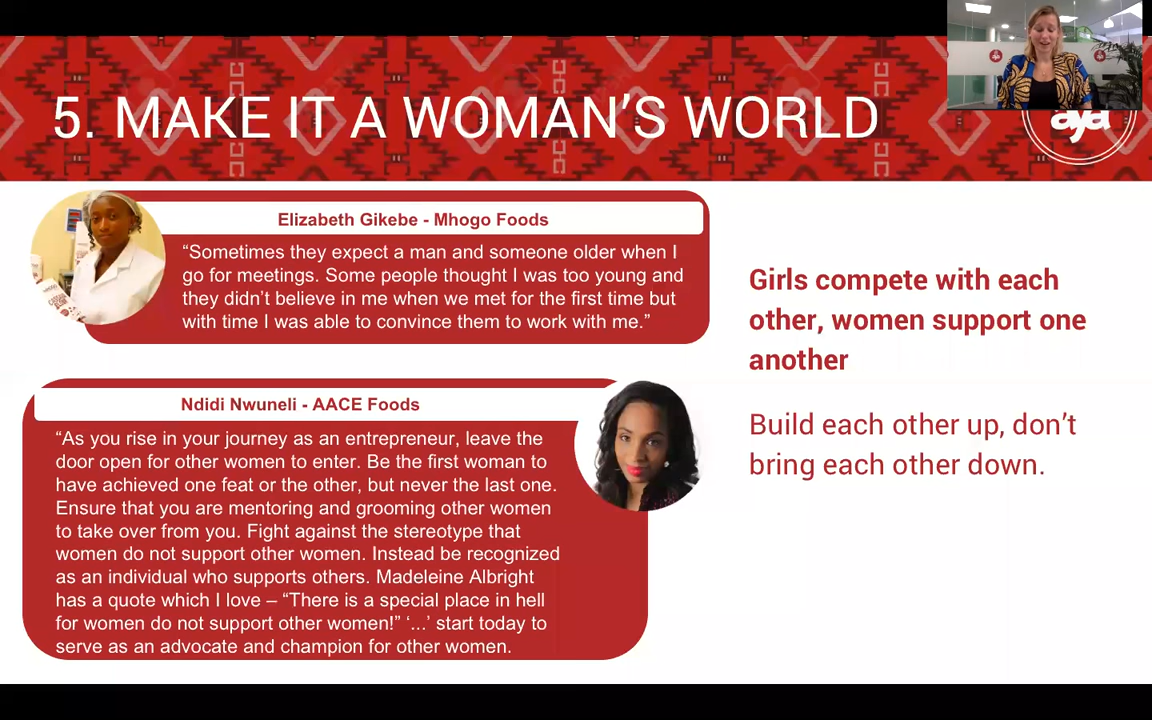 5. MAKE IT A WOMAN'S WORLD
aya
Elizabeth Gikebe - Mhogo Foods
“Sometimes they expect a man and someone older when I
go for meetings. Some people thought I was too young and
they didn’t believe in me when we met for the first time but
with time I was able to convince them to work with me.”
Ndidi Nwuneli - AACE Foods
“As you rise in your journey as an entrepreneur, leave the
door open for other women to enter. Be the first woman to
have achieved one feat or the other, but never the last one.
Ensure that you are mentoring and grooming other women
to take over from you. Fight against the stereotype that
women do not support other women. Instead be recognized
as an individual who supports others. Madeleine Albright
has a quote which I love – “There is a special place in hell
for women do not support other women!” ‘...’ start today to
serve as an advocate and champion for other women.
Girls compete with each
other, women support one
another
Build each other up, don’t
bring each other down.